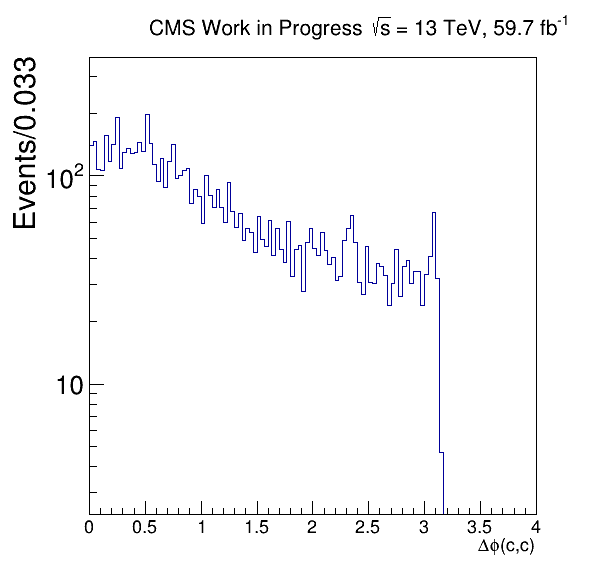 CMS Work in Progress √s = 13 TeV, 59.7 fb⁻¹
Events/0.033
10²
10
0 0.5 1 1.5 2 2.5 3 3.5 4
Δϕ(c,c)